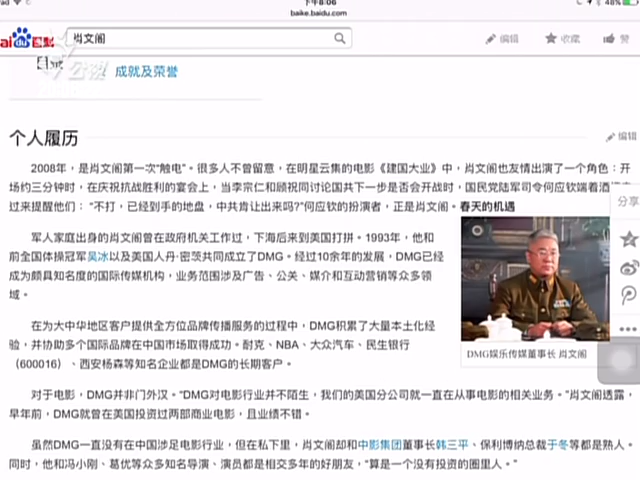 下午8:06
48%
baike.baidu.com
Bai du 百科
肖文阁
编辑
收藏
赞
公视
成就及荣誉
个人履历
编辑
2008年，是肖文阁第一次“触电”。很多人不曾留意，在明星云集的电影《建国大业》中，肖文阁也友情出演了一个角色：开
场约三分钟时，在庆祝抗战胜利的宴会上，当李宗仁和顾祝同讨论国共下一步是否会开战时，国民党陆军司令何应钦端着酒
过来提醒他们： “不打，已经到手的地盘，中共肯让出来吗?”何应钦的扮演者，正是肖文阁。春天的机遇
分享
军人家庭出身的肖文阁曾在政府机关工作过，下海后来到美国打拼。1993年，他和
前全国体操冠军吴冰以及美国人丹·密茨共同成立了DMG。经过10余年的发展，DMG已经
成为颇具知名度的国际传媒机构，业务范围涉及广告、公关、媒介和互动营销等众多领
域。
在为大中华地区客户提供全方位品牌传播服务的过程中，DMG积累了大量本土化经
验，并协助多个国际品牌在中国市场取得成功。耐克、NBA、大众汽车、民生银行
（600016）、西安杨森等知名企业都是DMG的长期客户。
DMG娱乐传媒董事长 肖文阁
对于电影，DMG并非门外汉。“DMG对电影行业并不陌生，我们的美国分公司就一直在从事电影的相关业务。”肖文阁透露，
早年前，DMG就曾在美国投资过两部商业电影，且业绩不错。
虽然DMG一直没有在中国涉足电影行业，但在私下里，肖文阁却和中影集团董事长韩三平、保利博纳总裁于冬等都是熟人。
同时，他和冯小刚、葛优等众多知名导演、演员都是相交多年的好朋友，“算是一个没有投资的圈里人。”